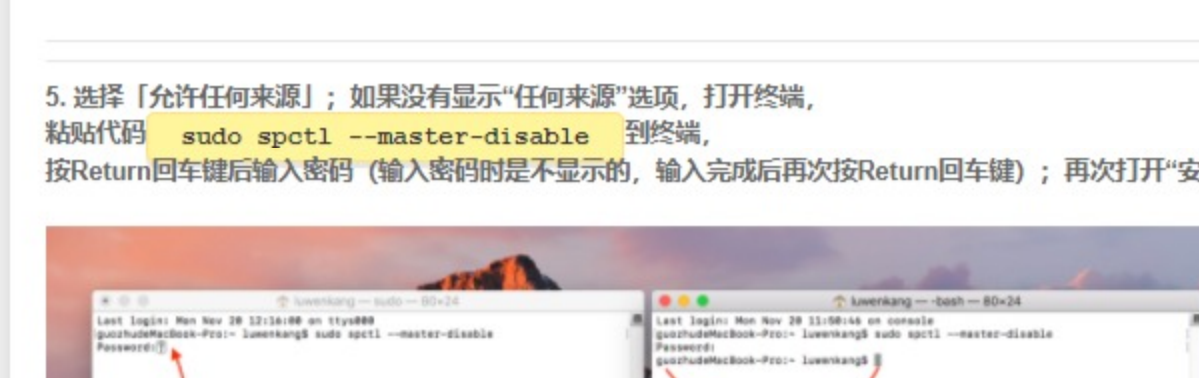 5. 选择「允许任何来源」；如果没有显示“任何来源”选项，打开终端，
粘贴代码 sudo spctl --master-disable 到终端，
按Return回车键后输入密码（输入密码时是不显示的，输入完成后再次按Return回车键）；再次打开“安
luwenkang — sudo — 80×24
Last login: Mon Nov 20 12:16:00 on ttys000
guozhudeMacBook-Pro:~ luwenkang$ sudo spctl --master-disable
Password:
luwenkang — -bash — 80×24
Last login: Mon Nov 20 11:50:46 on console
guozhudeMacBook-Pro:~ luwenkang$ sudo spctl --master-disable
Password:
guozhudeMacBook-Pro:~ luwenkang$